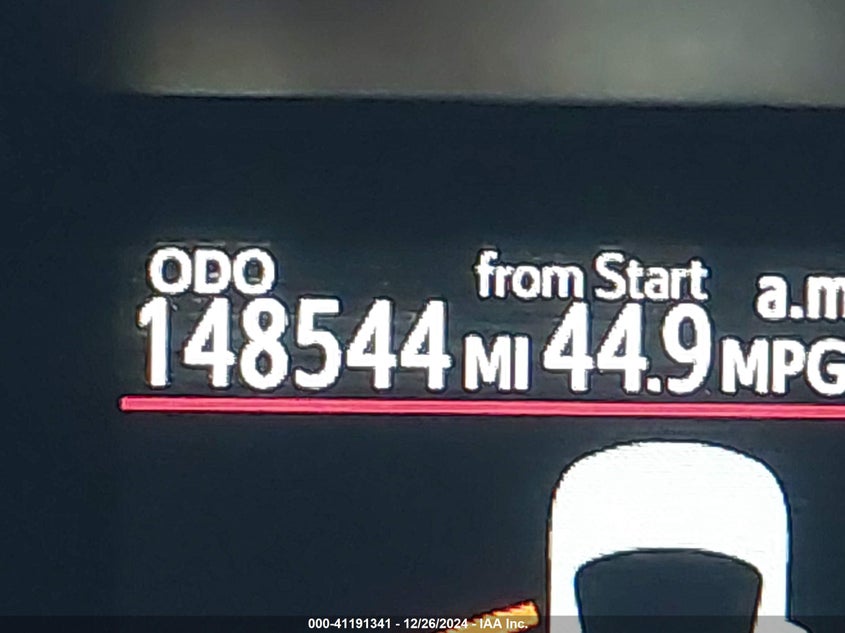 ODO from Start a.m
148544 MI 44.9 MPG
000-41191341 - 12/26/2024 - IAA Inc.